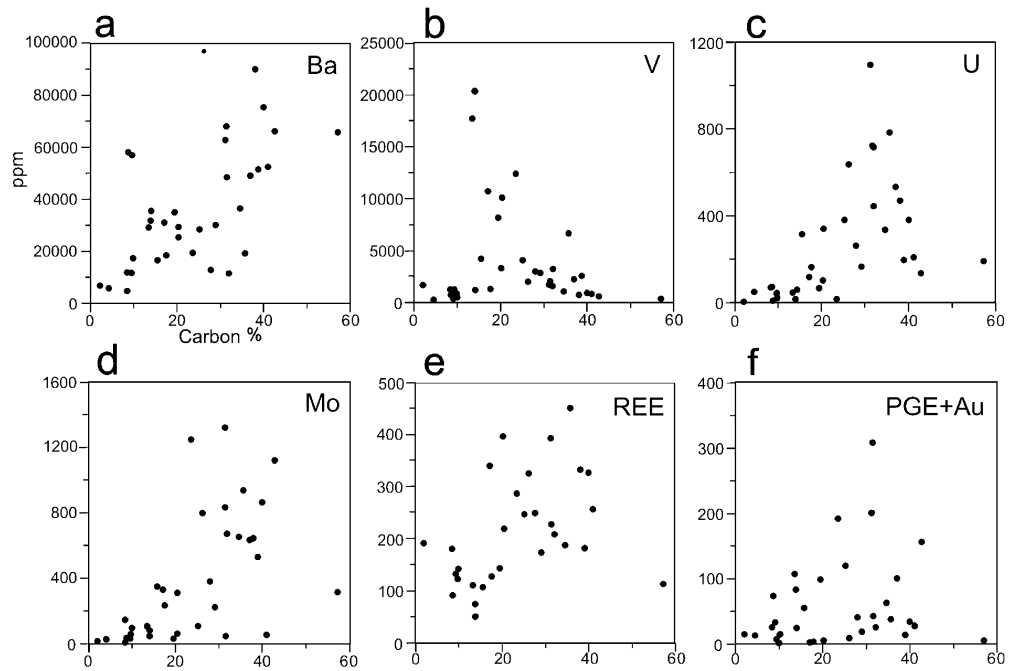 a b c
100000 25000 1200
Ba V U
80000 20000
800
60000 15000
ppm
40000 10000
400
20000 5000
0 0 0
0 20 40 60 0 20 40 60 0 20 40 60
Carbon %
d e f
1600 500 400
Mo REE PGE+Au
400
1200 300
300
800 200
200
400 100
100
0 0 0
0 20 40 60 0 20 40 60 0 20 40 60